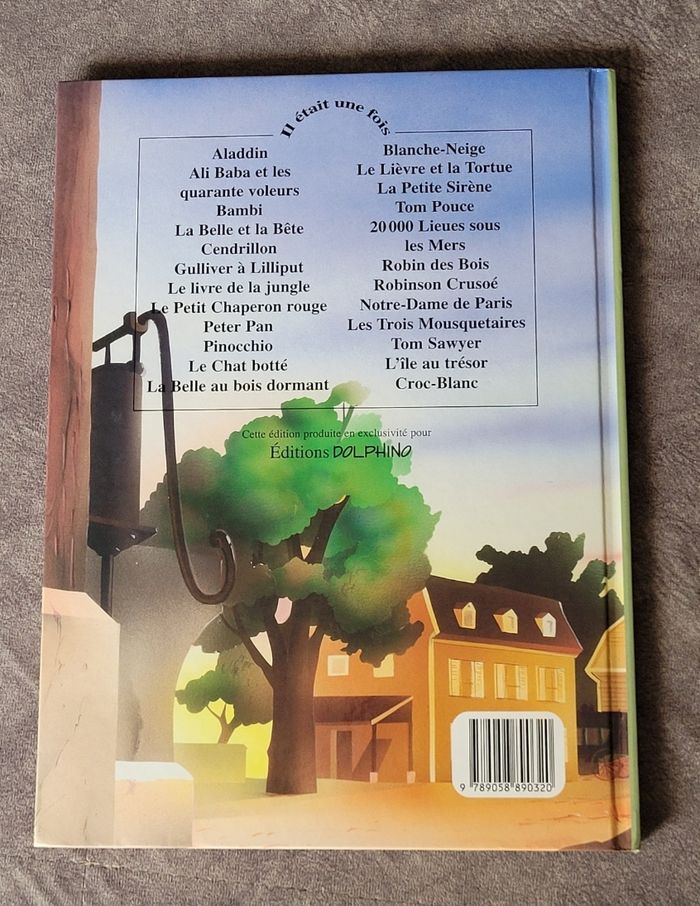 Il était une fois
Aladdin
Ali Baba et les
quarante voleurs
Bambi
La Belle et la Bête
Cendrillon
Gulliver à Lilliput
Le livre de la jungle
Le Petit Chaperon rouge
Peter Pan
Pinocchio
Le Chat botté
La Belle au bois dormant
Blanche-Neige
Le Lièvre et la Tortue
La Petite Sirène
Tom Pouce
20 000 Lieues sous
les Mers
Robin des Bois
Robinson Crusoé
Notre-Dame de Paris
Les Trois Mousquetaires
Tom Sawyer
L'île au trésor
Croc-Blanc
Cette édition produite en exclusivité pour
Éditions DOLPHINO
9 789058 890320